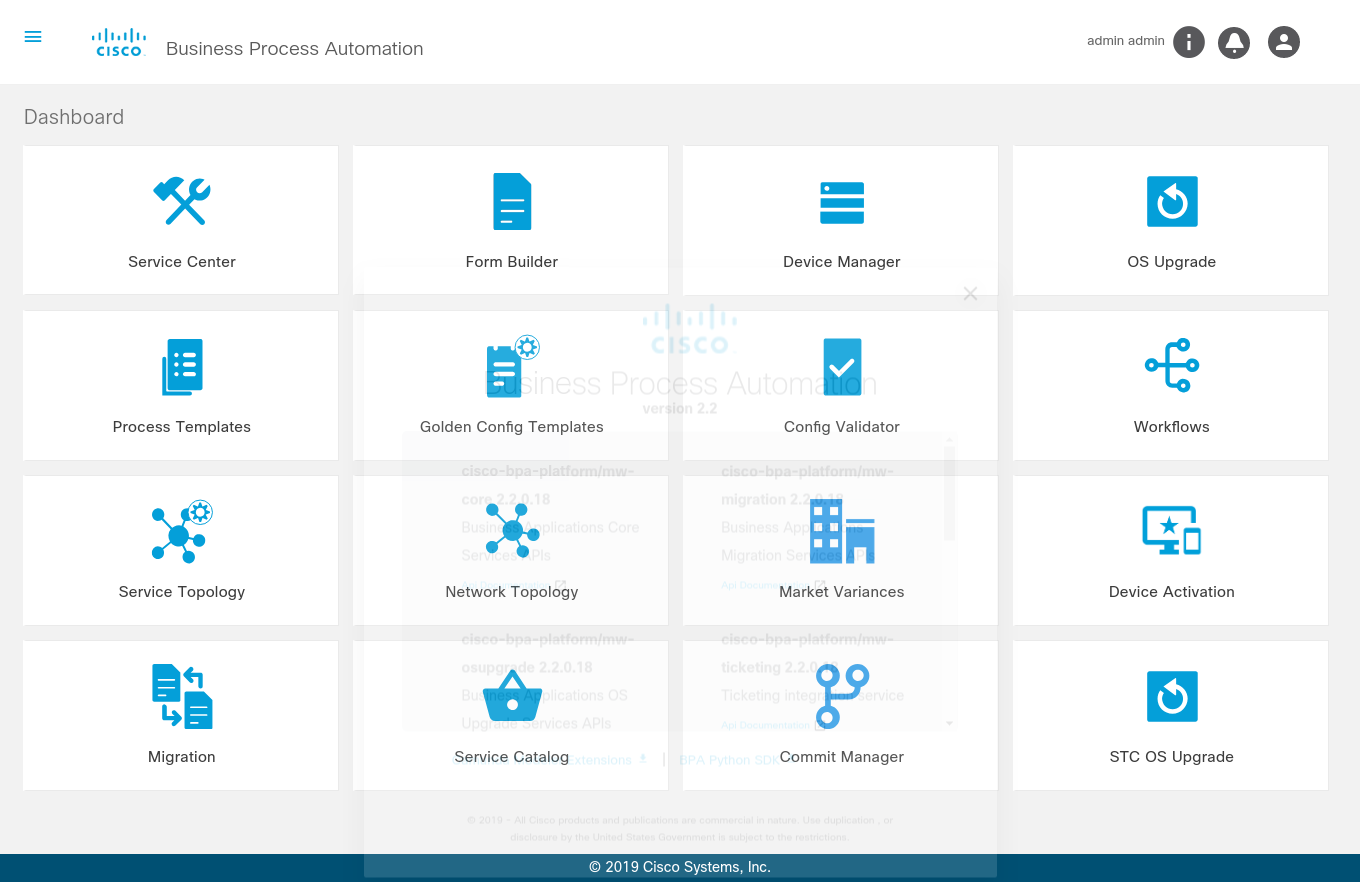 CISCO
Business Process Automation
admin admin
Dashboard
Service Center
Form Builder
Device Manager
OS Upgrade
Business Process Automation
version 2.2
Process Templates
Golden Config Templates
Config Validator
Workflows
cisco-bpa-platform/mw-
core 2.2.0.18
Business Applications Core
Services APIs
Api Documentation
cisco-bpa-platform/mw-
migration 2.2.0.18
Business Applications
Migration Services APIs
Api Documentation
Service Topology
Network Topology
Market Variances
Device Activation
cisco-bpa-platform/mw-
osupgrade 2.2.0.18
Business Applications OS
Upgrade Services APIs
cisco-bpa-platform/mw-
ticketing 2.2.0.18
Ticketing integration service
Api Documentation
Migration
Service Catalog
Commit Manager
STC OS Upgrade
Extensions | BPA Python SDK
© 2019 - All Cisco products and publications are commercial in nature. Use duplication , or
disclosure by the United States Government is subject to the restrictions.
© 2019 Cisco Systems, Inc.